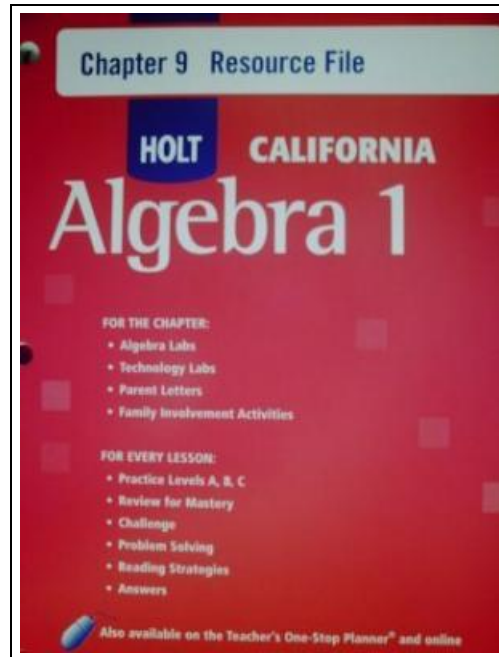 Chapter 9 Resource File
HOLT CALIFORNIA
Algebra 1
FOR THE CHAPTER:
• Algebra Labs
• Technology Labs
• Parent Letters
• Family Involvement Activities
FOR EVERY LESSON:
• Practice Levels A, B, C
• Review for Mastery
• Challenge
• Problem Solving
• Reading Strategies
• Answers
Also available on the Teacher's One-Stop Planner® and online